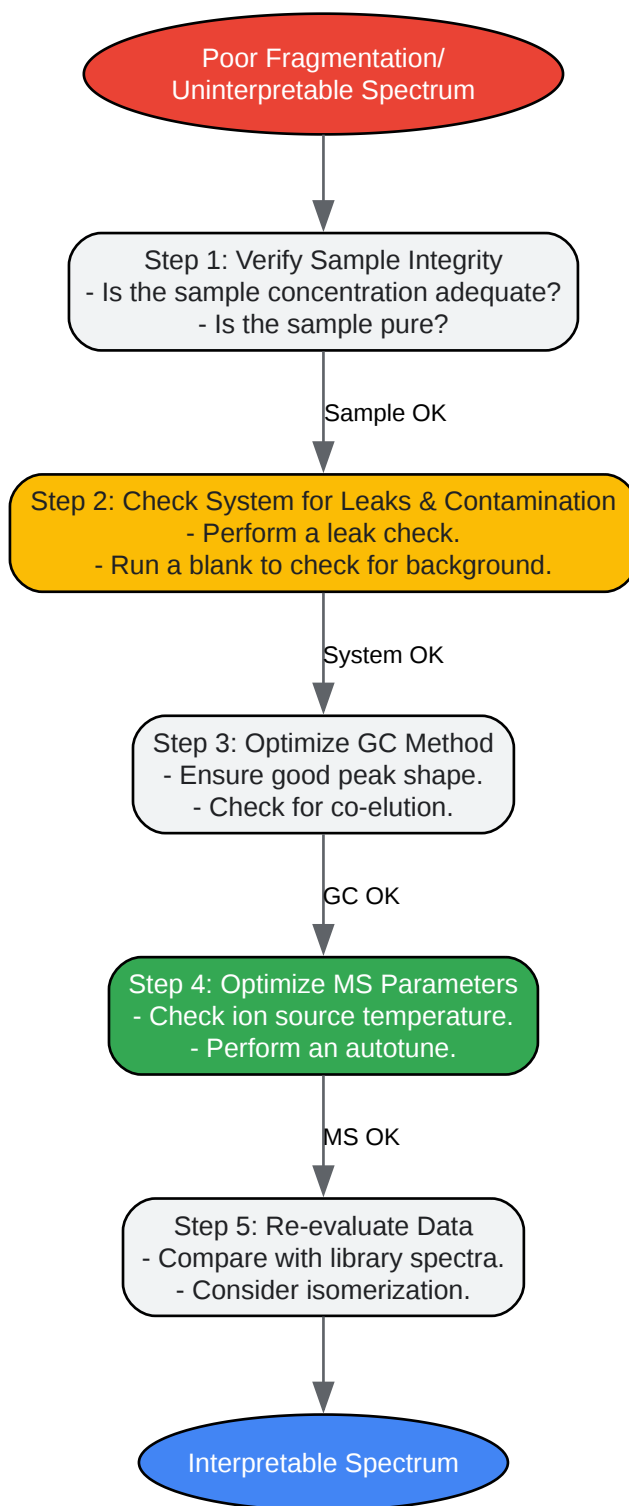 Poor Fragmentation/
Uninterpretable Spectrum
Step 1: Verify Sample Integrity
- Is the sample concentration adequate?
- Is the sample pure?
Sample OK
Step 2: Check System for Leaks & Contamination
- Perform a leak check.
- Run a blank to check for background.
System OK
Step 3: Optimize GC Method
- Ensure good peak shape.
- Check for co-elution.
GC OK
Step 4: Optimize MS Parameters
- Check ion source temperature.
- Perform an autotune.
MS OK
Step 5: Re-evaluate Data
- Compare with library spectra.
- Consider isomerization.
Interpretable Spectrum